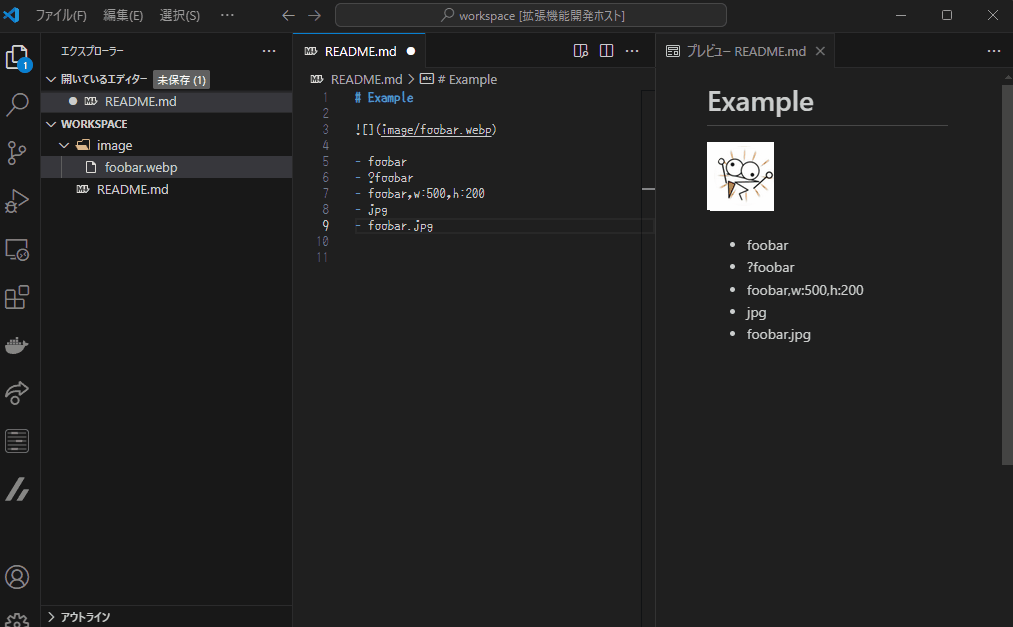 ファイル(F) 編集(E) 選択(S) ··· workspace [拡張機能開発ホスト]
1
エクスプローラー ···
開いているエディター 未保存 (1)
README.md
WORKSPACE
image
foobar.webp
README.md
アウトライン
README.md ···
README.md > abc # Example
1 # Example
2
3 ![](image/foobar.webp)
4
5 - foobar
6 - ?foobar
7 - foobar,w:500,h:200
8 - jpg
9 - foobar.jpg
10
11
プレビュー README.md ···
Example
• foobar
• ?foobar
• foobar,w:500,h:200
• jpg
• foobar.jpg